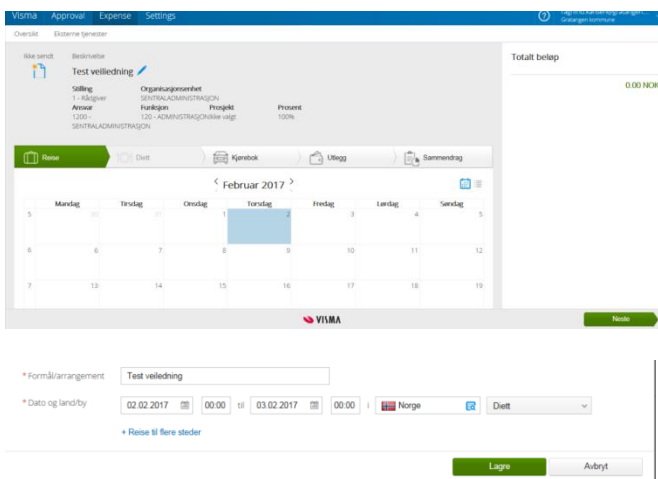 Visma Approval Expense Settings
Gratangen kommune
Oversikt Eksterne tjenester
Ikke sendt Beskrivelse
Test veiledning
Totalt beløp
0.00 NOK
Stilling Organisasjonsenhet
1 - Rådgiver SENTRALADMINISTRASJON
Ansvar Funksjon Prosjekt Prosent
1200 - 120 - ADMINISTRASJON Ikke valgt 100%
SENTRALADMINISTRASJON
Reise Diett Kjørebok Utlegg Sammendrag
Februar 2017
Mandag Tirsdag Onsdag Torsdag Fredag Lørdag Søndag
5 30 31 1 2 3 4 5
6 6 7 8 9 10 11 12
7 13 14 15 16 17 18 19
VISMA
Neste
* Formål/arrangement Test veiledning
* Dato og land/by 02.02.2017 00:00 til 03.02.2017 00:00 i Norge Diett
+ Reise til flere steder
Lagre Avbryt